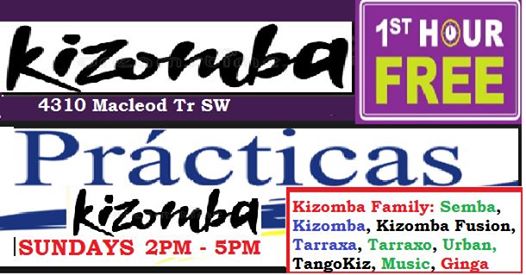 kizomba
4310 Macleod Tr SW
1ST HOUR
FREE
Prácticas
kizomba
SUNDAYS 2PM - 5PM
Kizomba Family: Semba,
Kizomba, Kizomba Fusion,
Tarraxa, Tarraxo, Urban,
TangoKiz, Music, Ginga